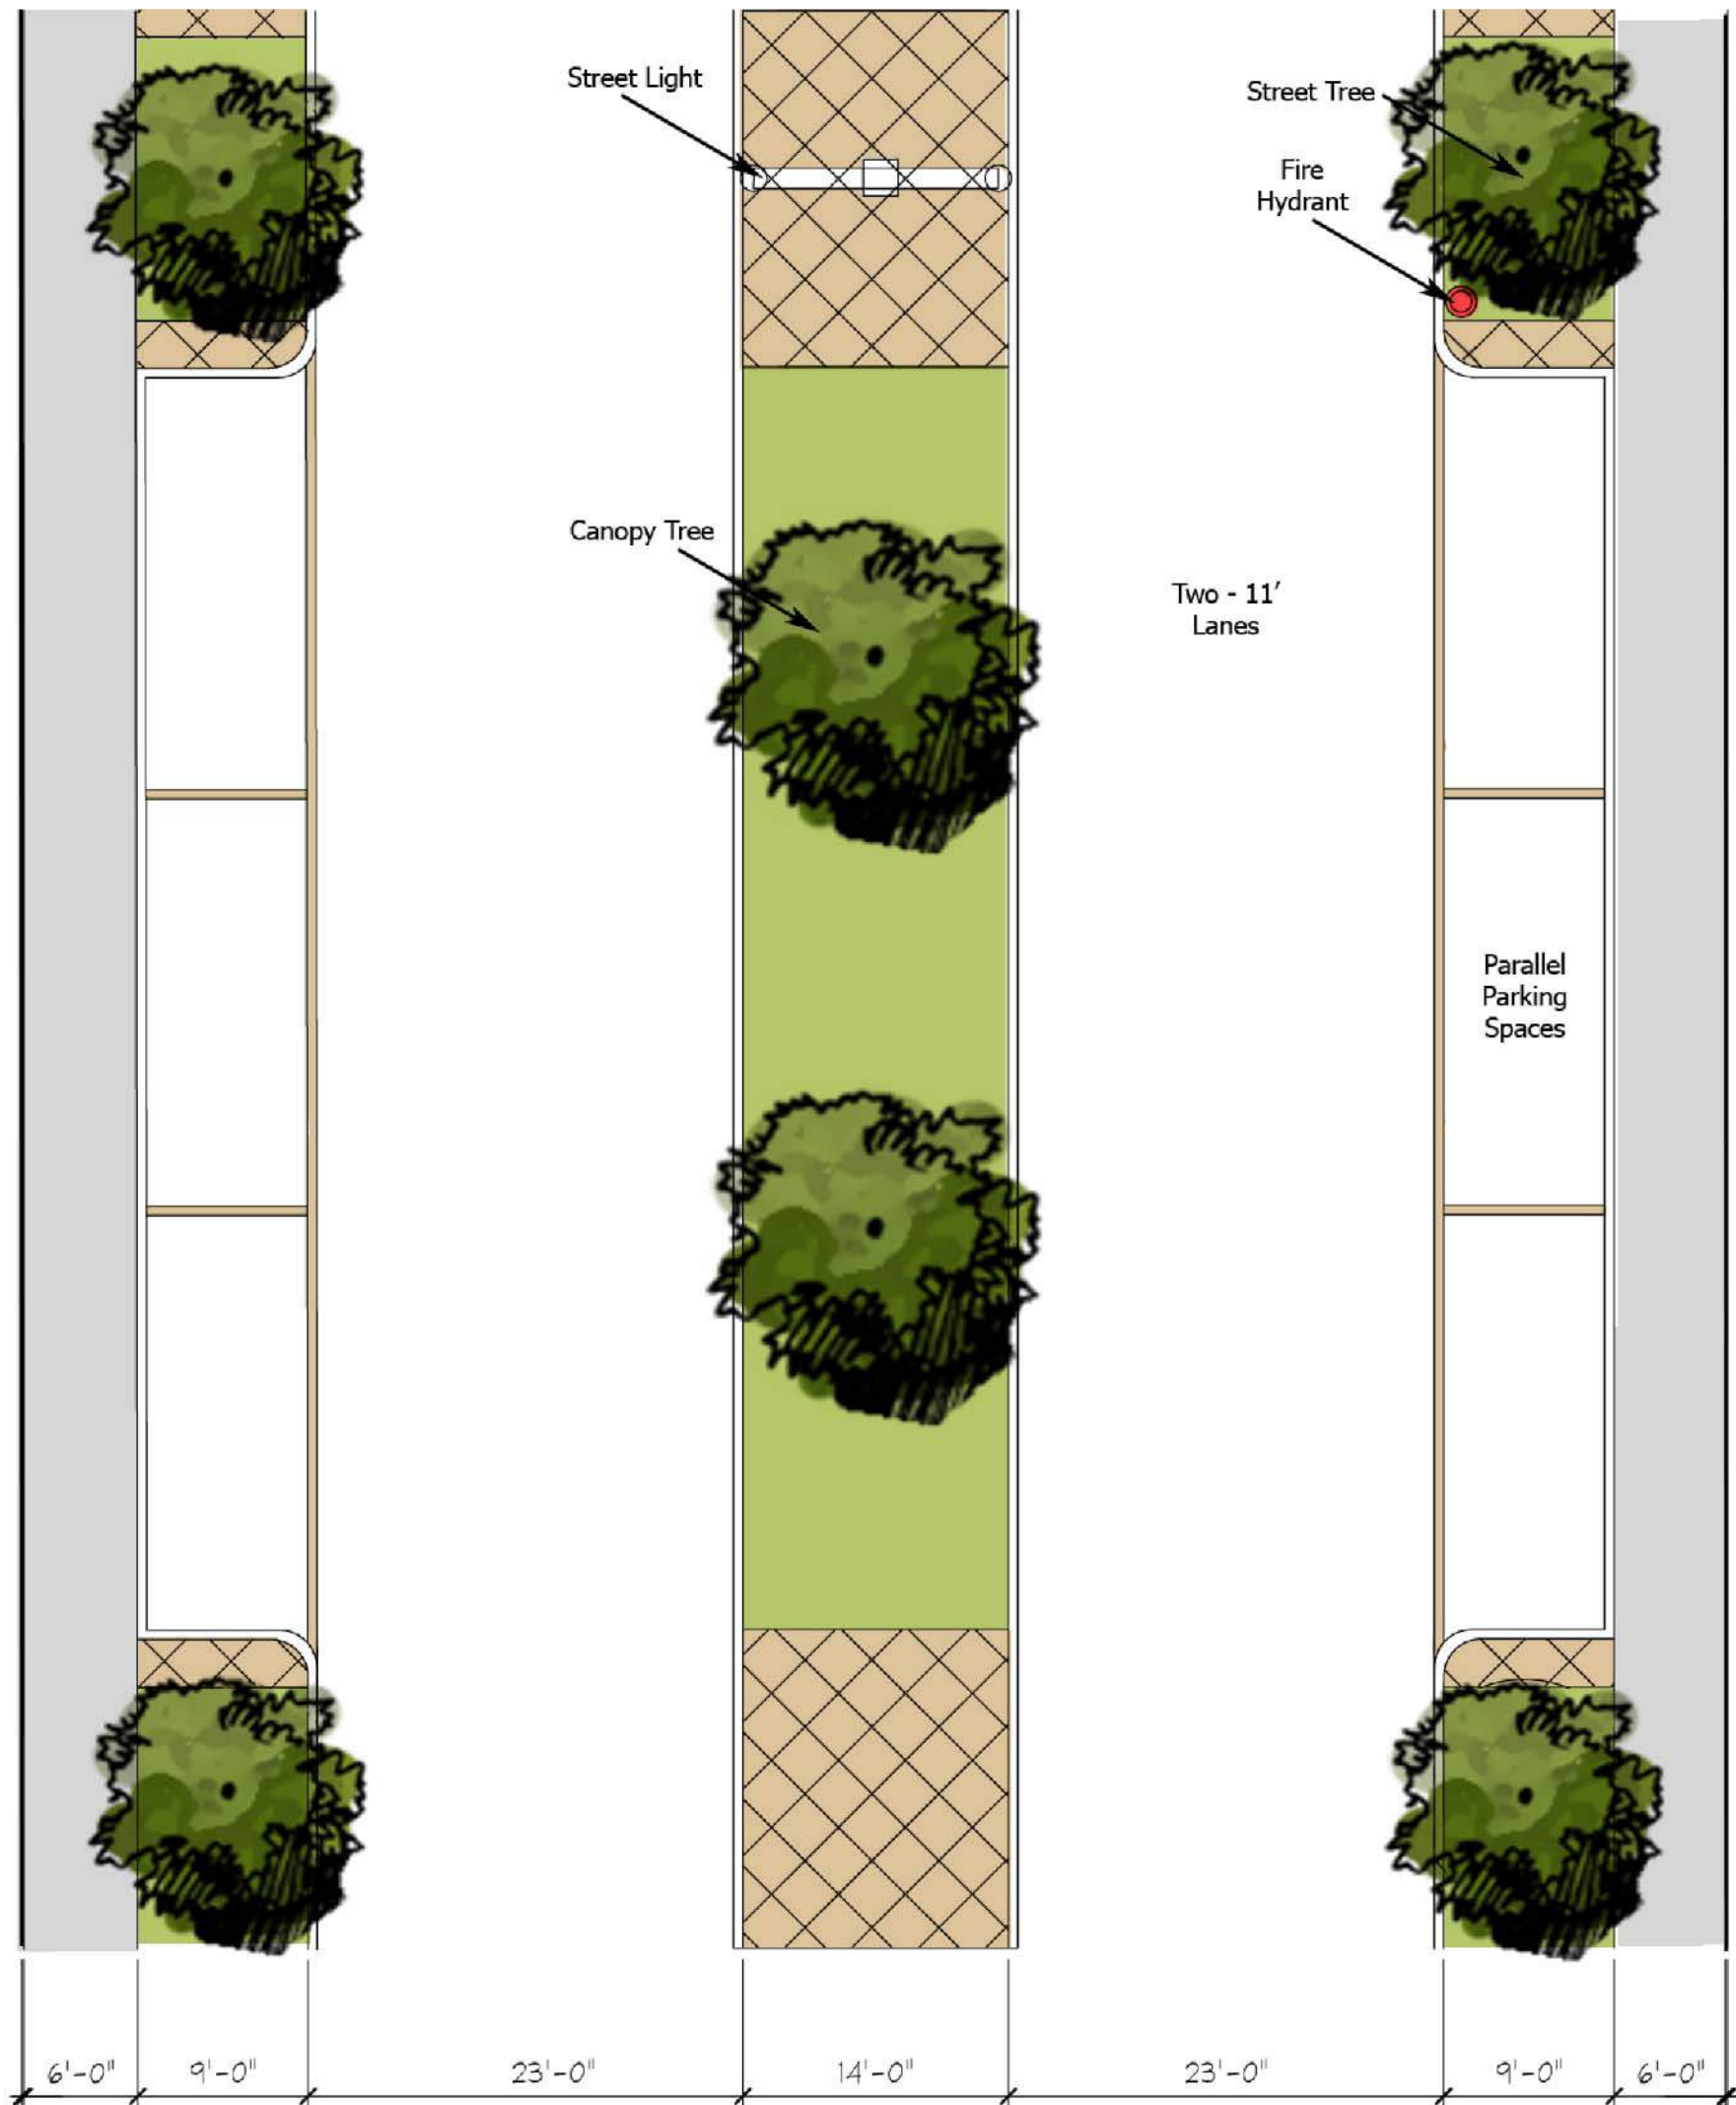 Street Light
Street Tree
Fire
Hydrant
Canopy Tree
Two - 11′
Lanes
Parallel
Parking
Spaces
6'-0" 9'-0" 23'-0" 14'-0" 23'-0" 9'-0" 6'-0"